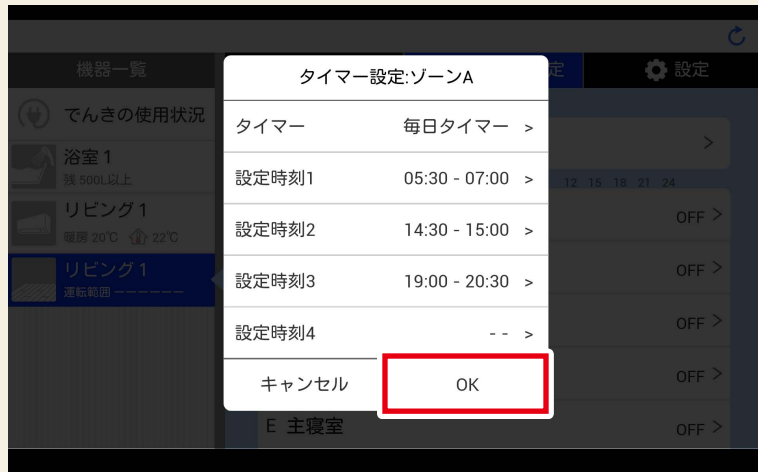 機器一覧
定
設定
でんきの使用状況
浴室 1
残 500L以上
リビング 1
暖房 20℃ 22℃
リビング 1
運転範囲 ーーーーーー
タイマー設定:ゾーンA
タイマー 毎日タイマー >
設定時刻1 05:30 - 07:00 >
設定時刻2 14:30 - 15:00 >
設定時刻3 19:00 - 20:30 >
設定時刻4 - - >
キャンセル OK
>
12 15 18 21 24
OFF >
OFF >
OFF >
OFF >
E 主寝室 OFF >